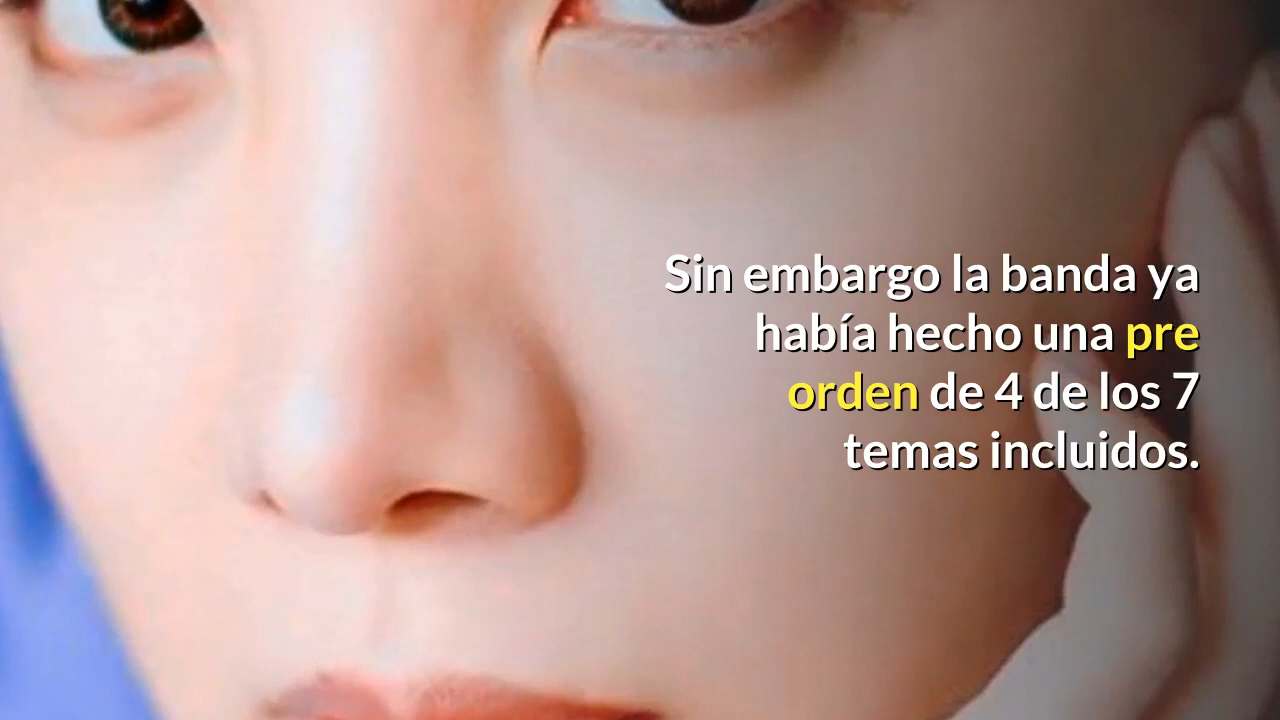 Sin embargo la banda ya
había hecho una pre
orden de 4 de los 7
temas incluidos.